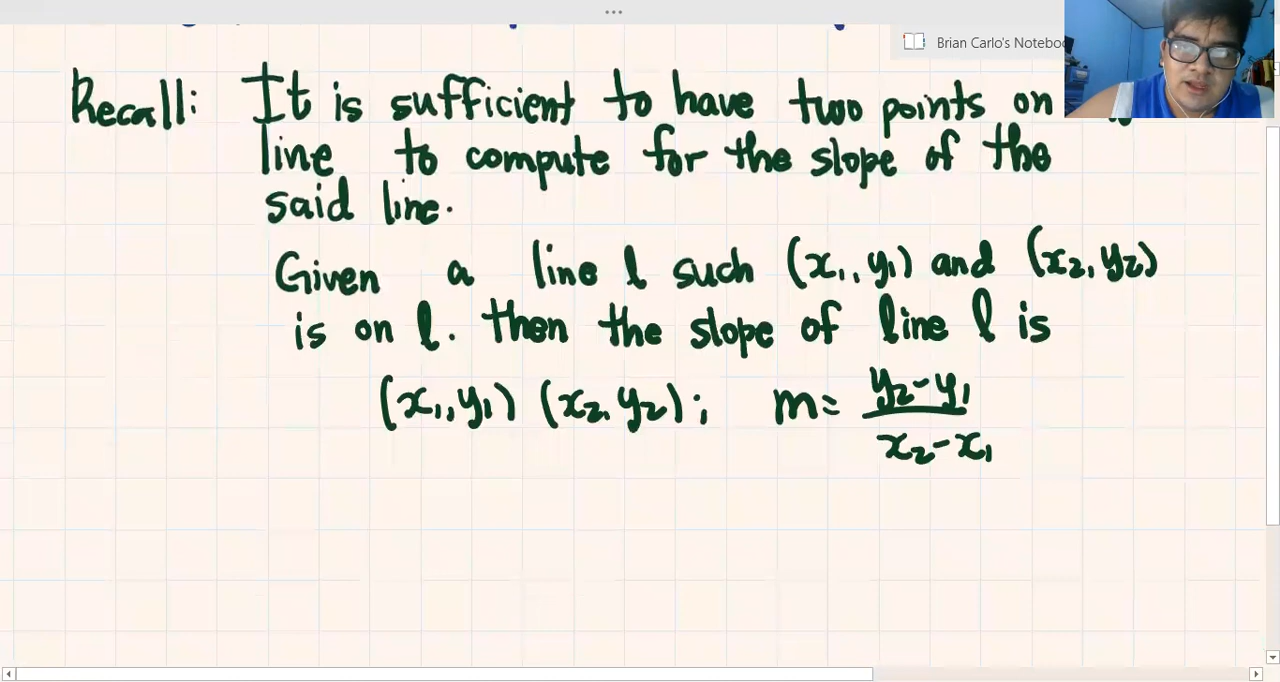 Brian Carlo's Noteboo
Recall: It is sufficient to have two points on
line to compute for the slope of the
said line.
Given a line l such (x₁, y₁) and (x₂, y₂)
is on l. then the slope of line l is
(x₁, y₁) (x₂, y₂); m= y₂-y₁ / x₂-x₁